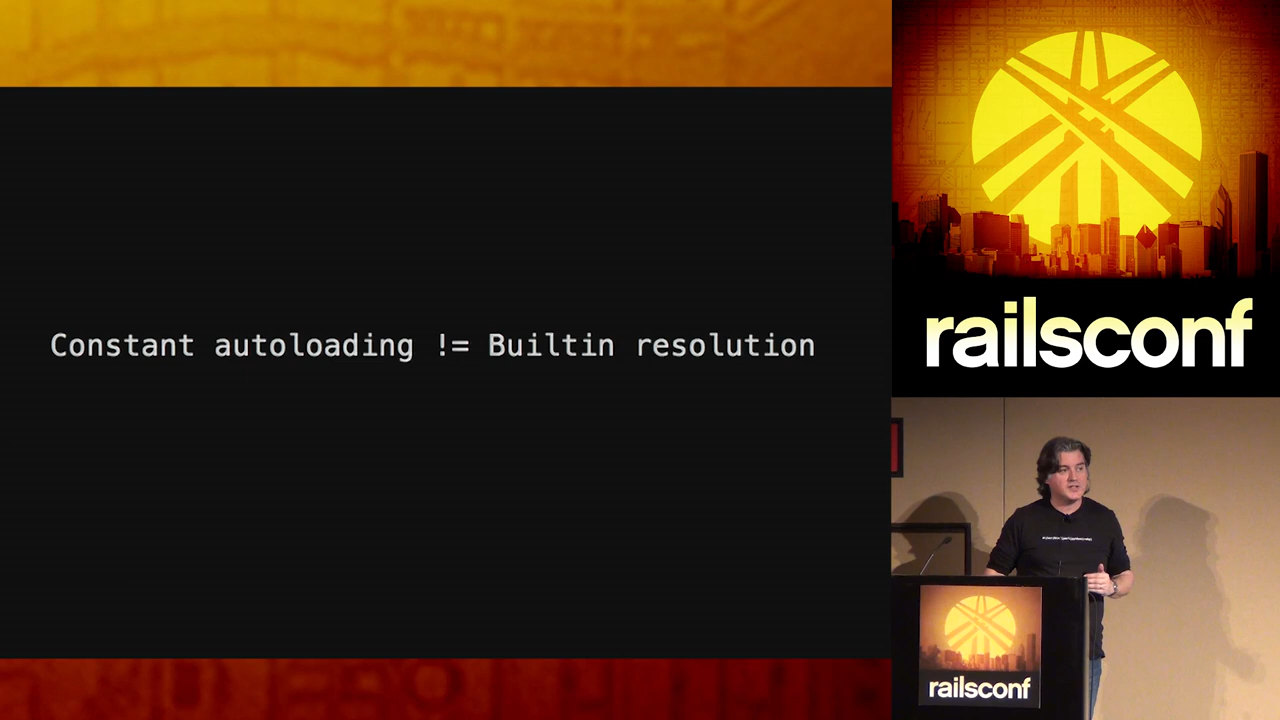 Constant autoloading != Builtin resolution
railsconf
railsconf